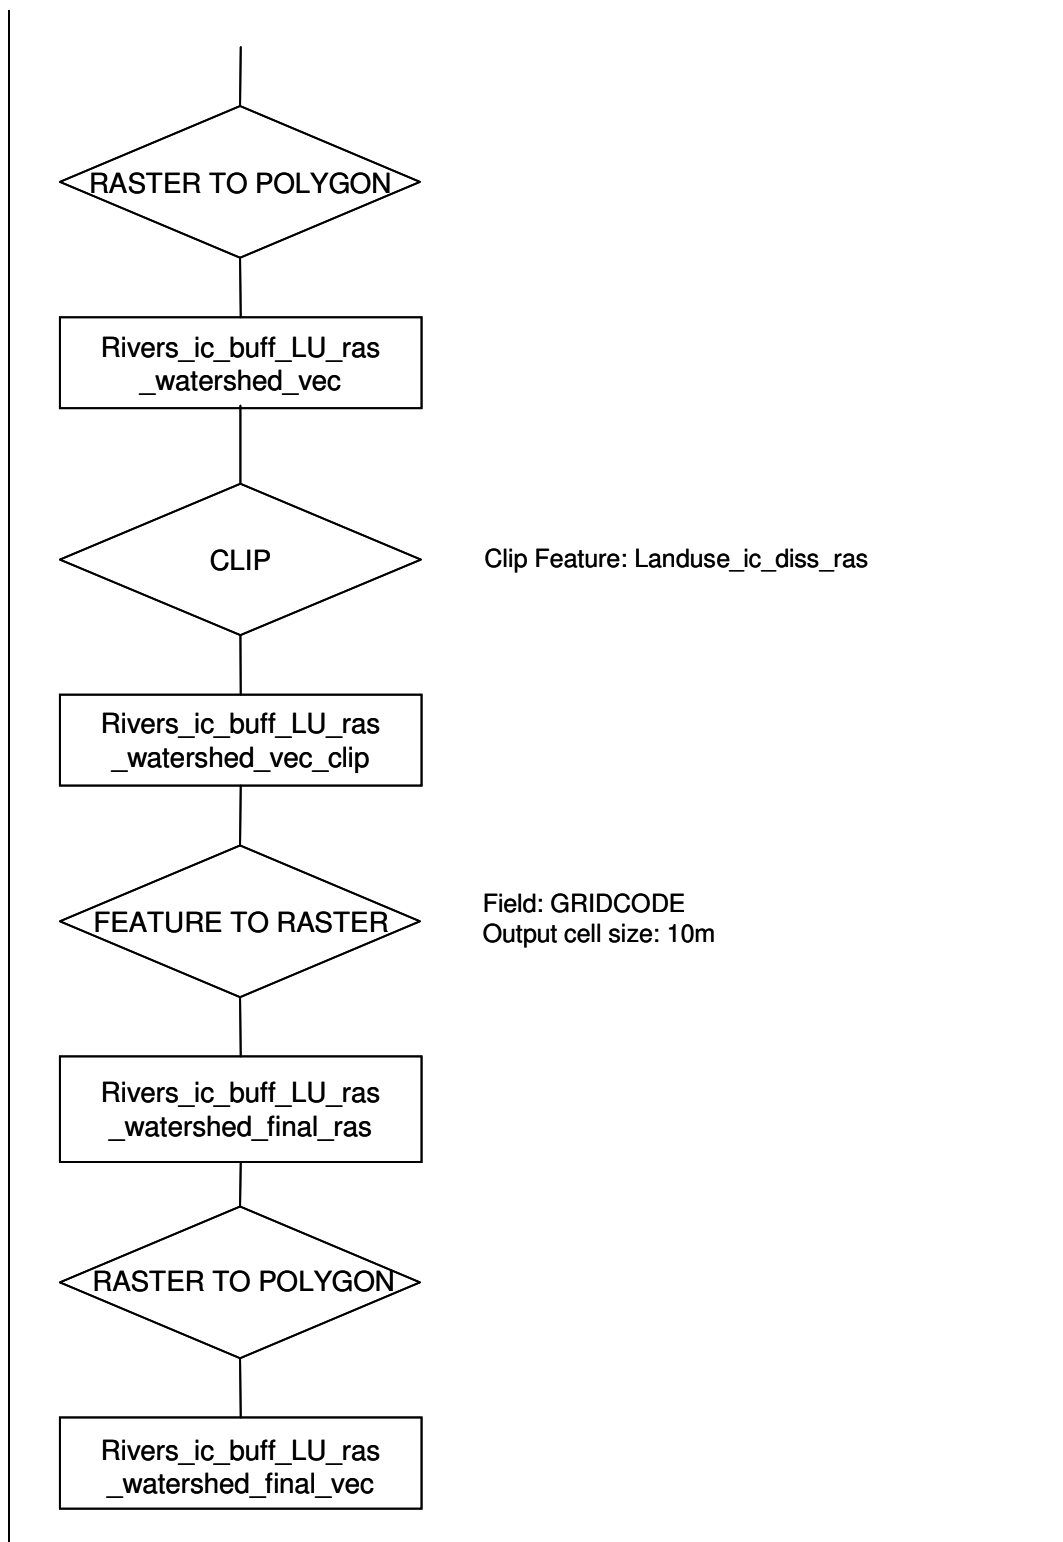 RASTER TO POLYGON
Rivers_ic_buff_LU_ras
_watershed_vec
CLIP
Clip Feature: Landuse_ic_diss_ras
Rivers_ic_buff_LU_ras
_watershed_vec_clip
FEATURE TO RASTER
Field: GRIDCODE
Output cell size: 10m
Rivers_ic_buff_LU_ras
_watershed_final_ras
RASTER TO POLYGON
Rivers_ic_buff_LU_ras
_watershed_final_vec